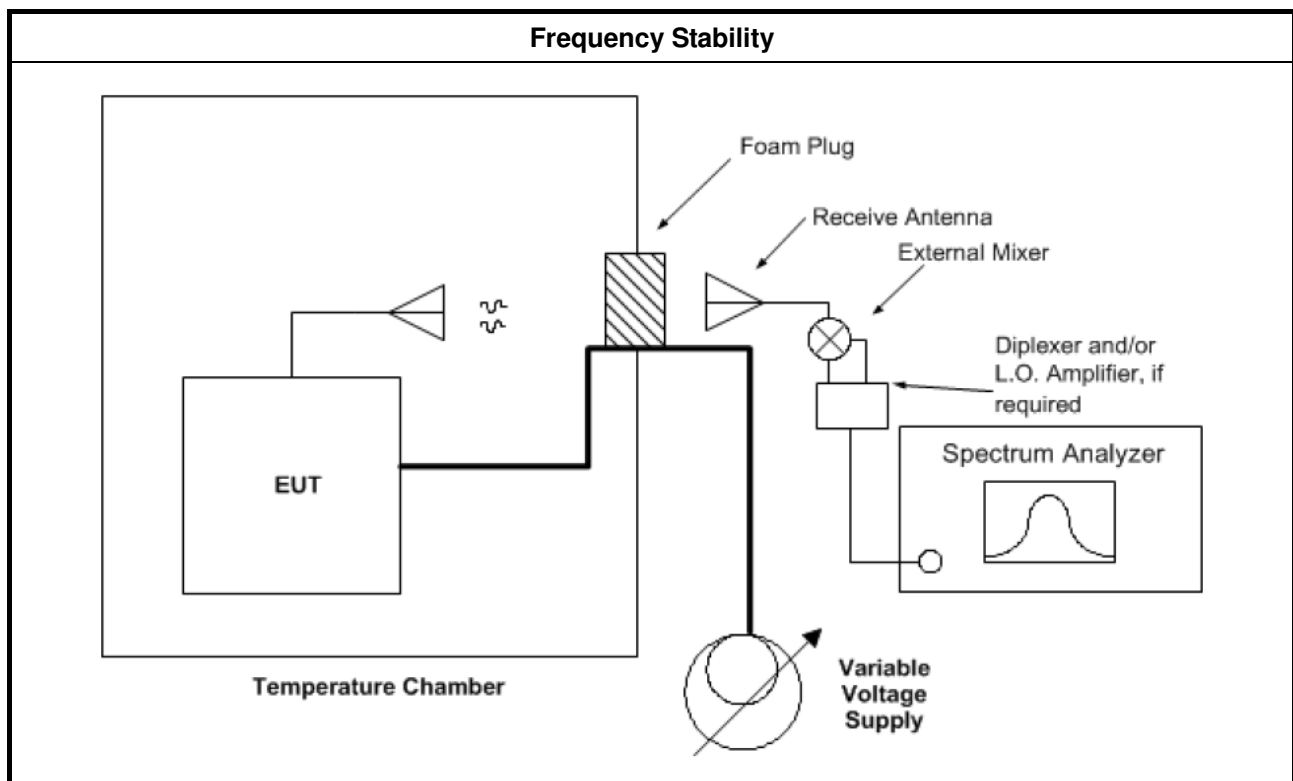 Frequency Stability
Foam Plug
Receive Antenna
External Mixer
Diplexer and/or
L.O. Amplifier, if
required
Spectrum Analyzer
EUT
Temperature Chamber
Variable
Voltage
Supply